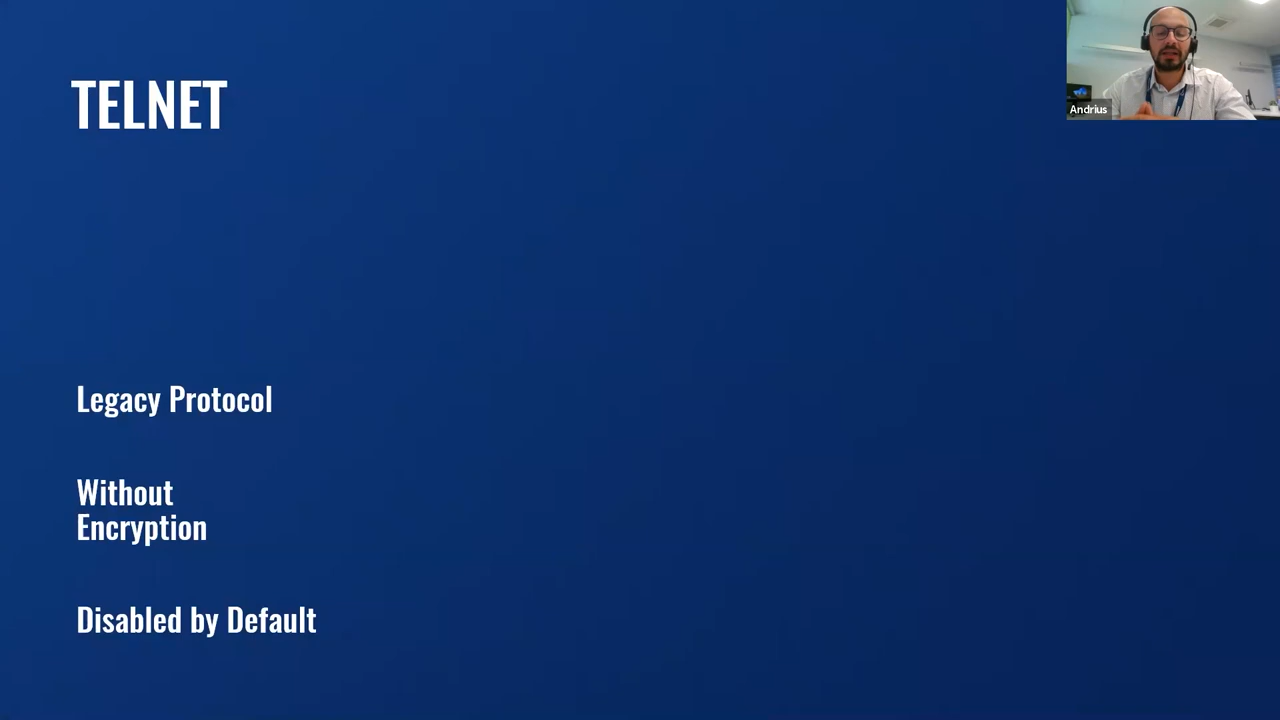 TELNET
Andrius
Legacy Protocol
Without
Encryption
Disabled by Default